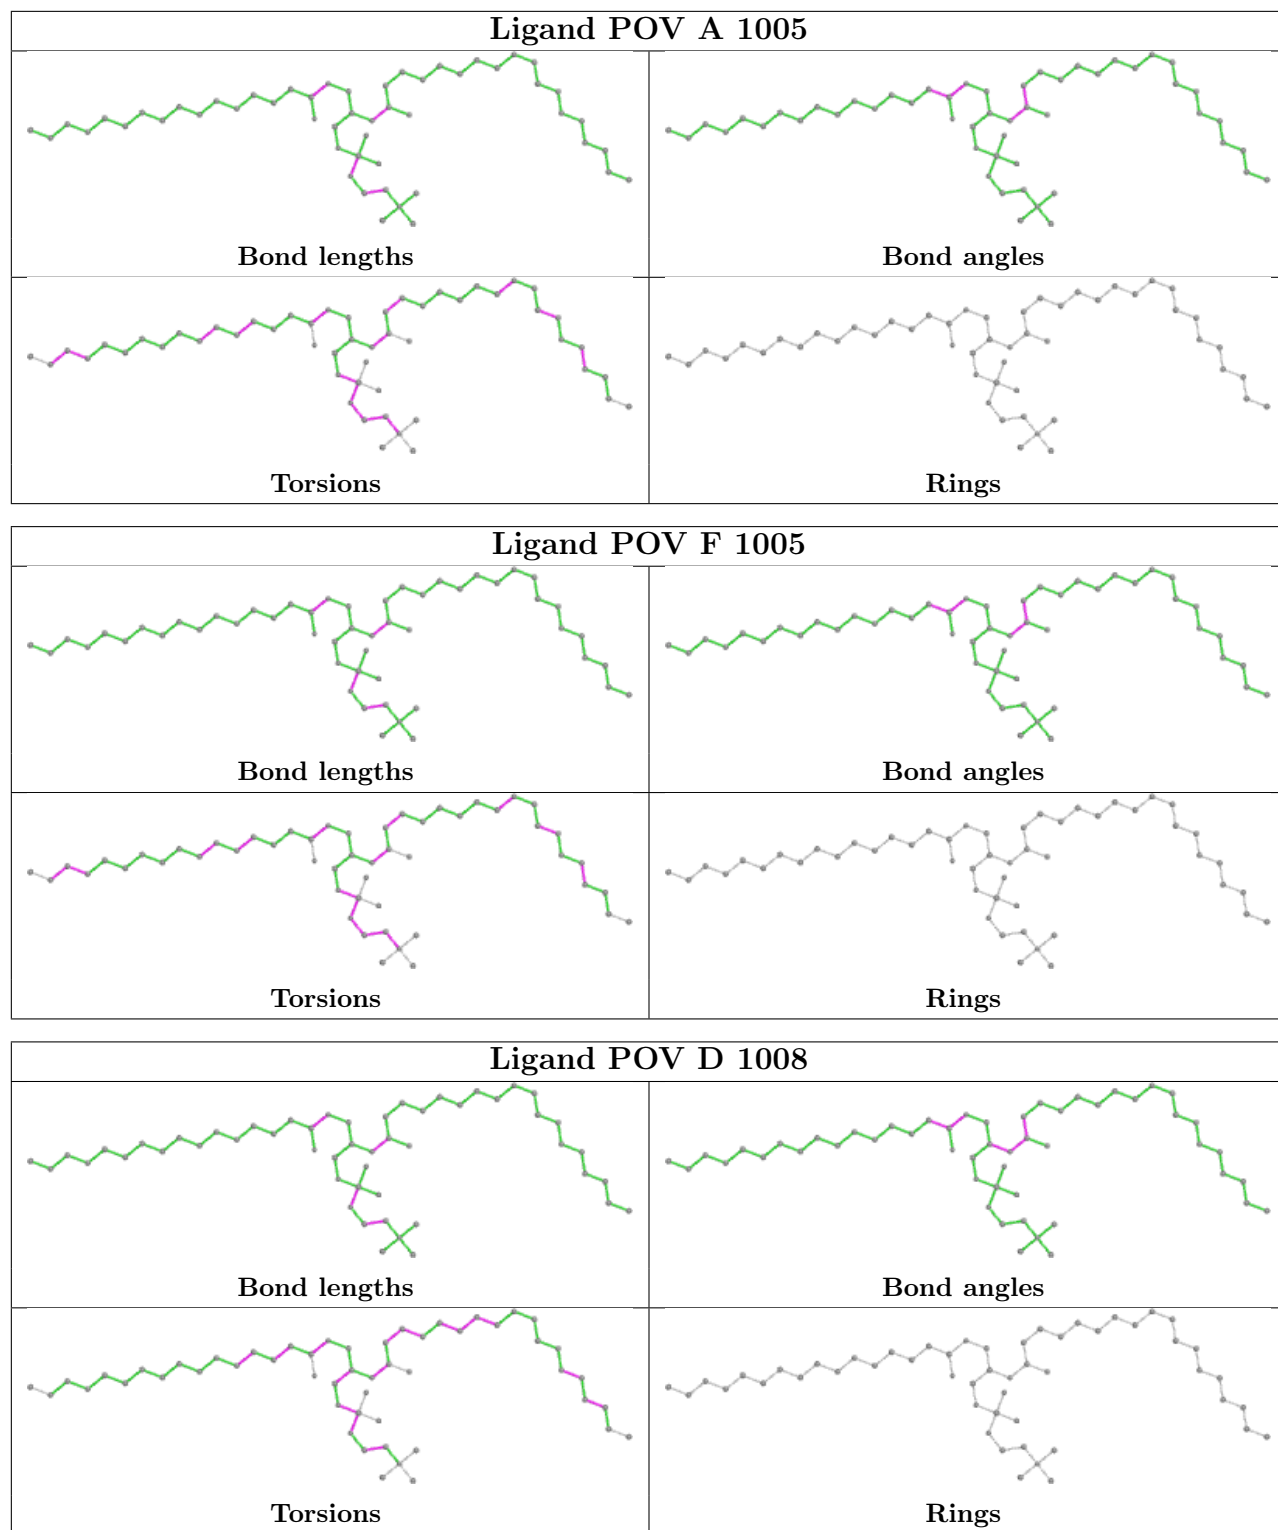 Ligand POV A 1005
Bond lengths
Bond angles
Torsions
Rings
Ligand POV F 1005
Bond lengths
Bond angles
Torsions
Rings
Ligand POV D 1008
Bond lengths
Bond angles
Torsions
Rings